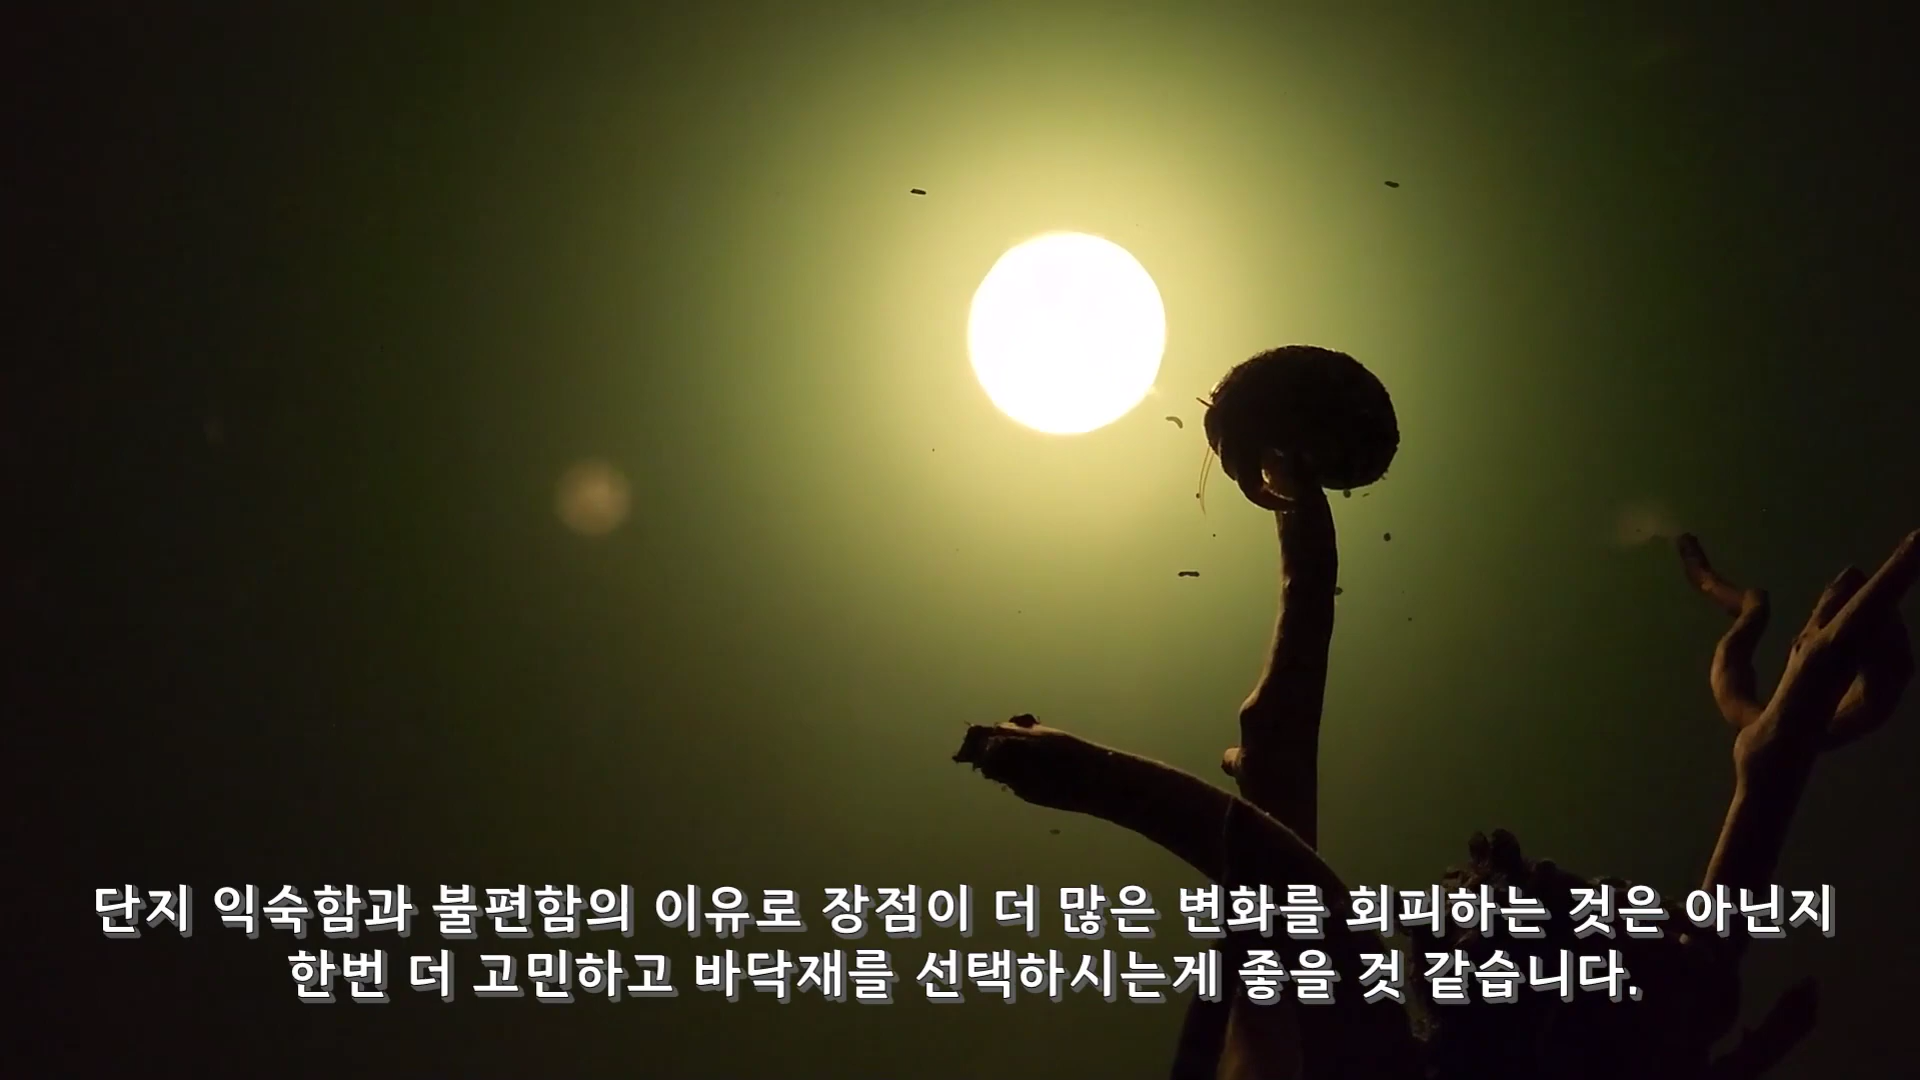 단지 익숙함과 불편함의 이유로 장점이 더 많은 변화를 회피하는 것은 아닌지
한번 더 고민하고 바닥재를 선택하시는게 좋을 것 같습니다.